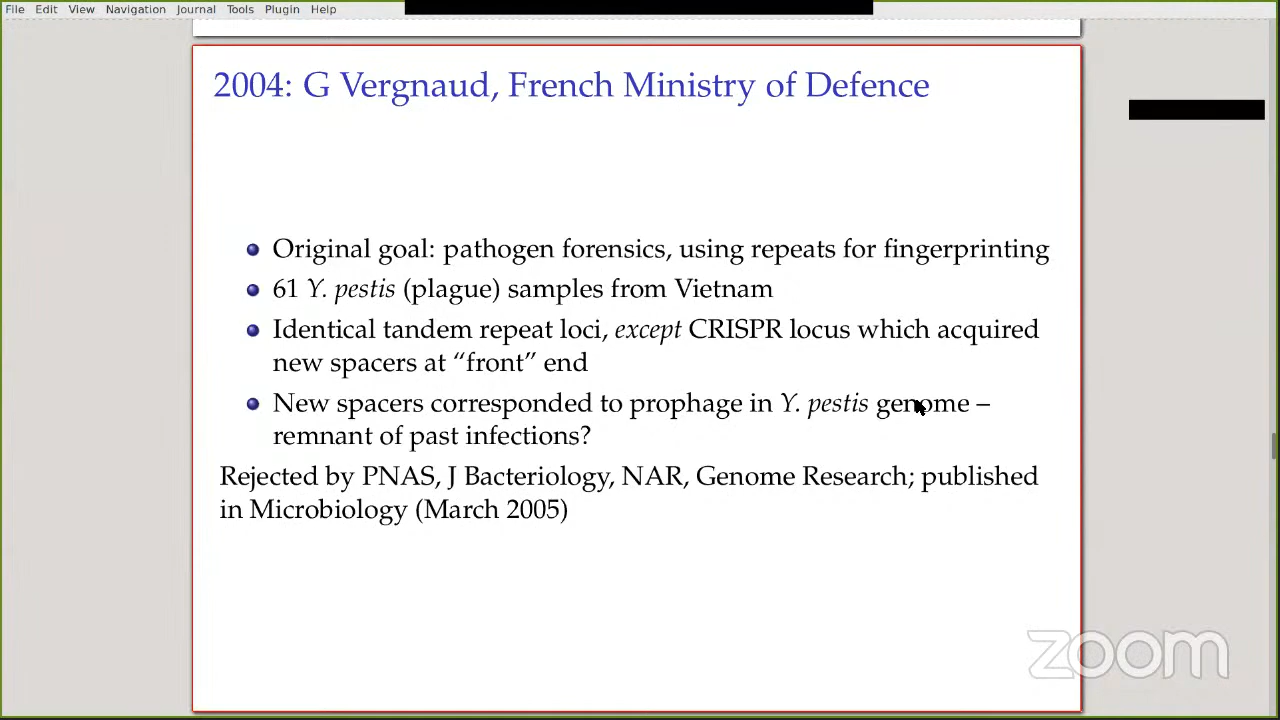 File Edit View Navigation Journal Tools Plugin Help
2004: G Vergnaud, French Ministry of Defence
Original goal: pathogen forensics, using repeats for fingerprinting
61 Y. pestis (plague) samples from Vietnam
Identical tandem repeat loci, except CRISPR locus which acquired
new spacers at “front” end
New spacers corresponded to prophage in Y. pestis genome –
remnant of past infections?
Rejected by PNAS, J Bacteriology, NAR, Genome Research; published
in Microbiology (March 2005)
zoom